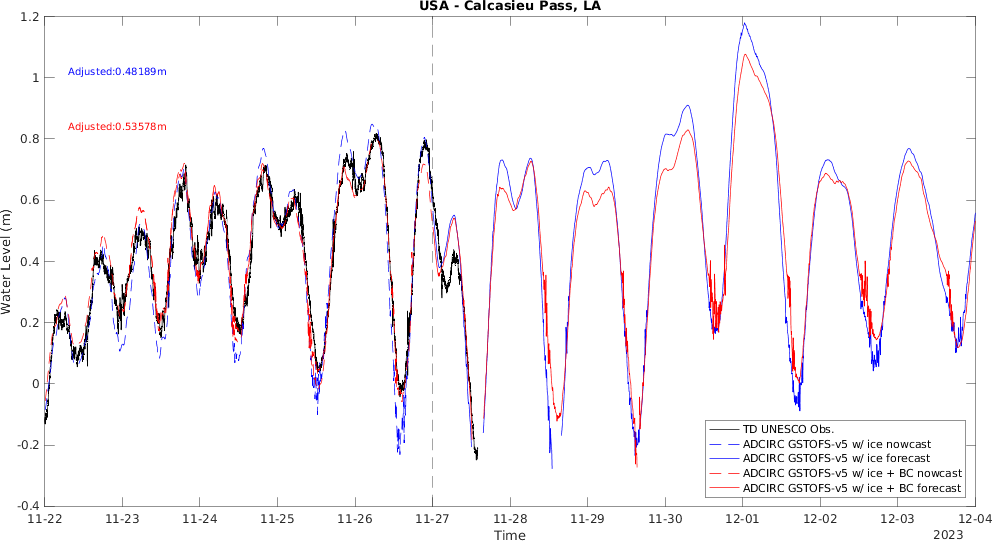 USA - Calcasieu Pass, LA
1.2
1
0.8
0.6
0.4
0.2
0
-0.2
-0.4
Water Level (m)
Adjusted:0.48189m
Adjusted:0.53578m
TD UNESCO Obs.
ADCIRC GSTOFS-v5 w/ ice nowcast
ADCIRC GSTOFS-v5 w/ ice forecast
ADCIRC GSTOFS-v5 w/ ice + BC nowcast
ADCIRC GSTOFS-v5 w/ ice + BC forecast
11-22 11-23 11-24 11-25 11-26 11-27 11-28 11-29 11-30 12-01 12-02 12-03 12-04
Time
2023